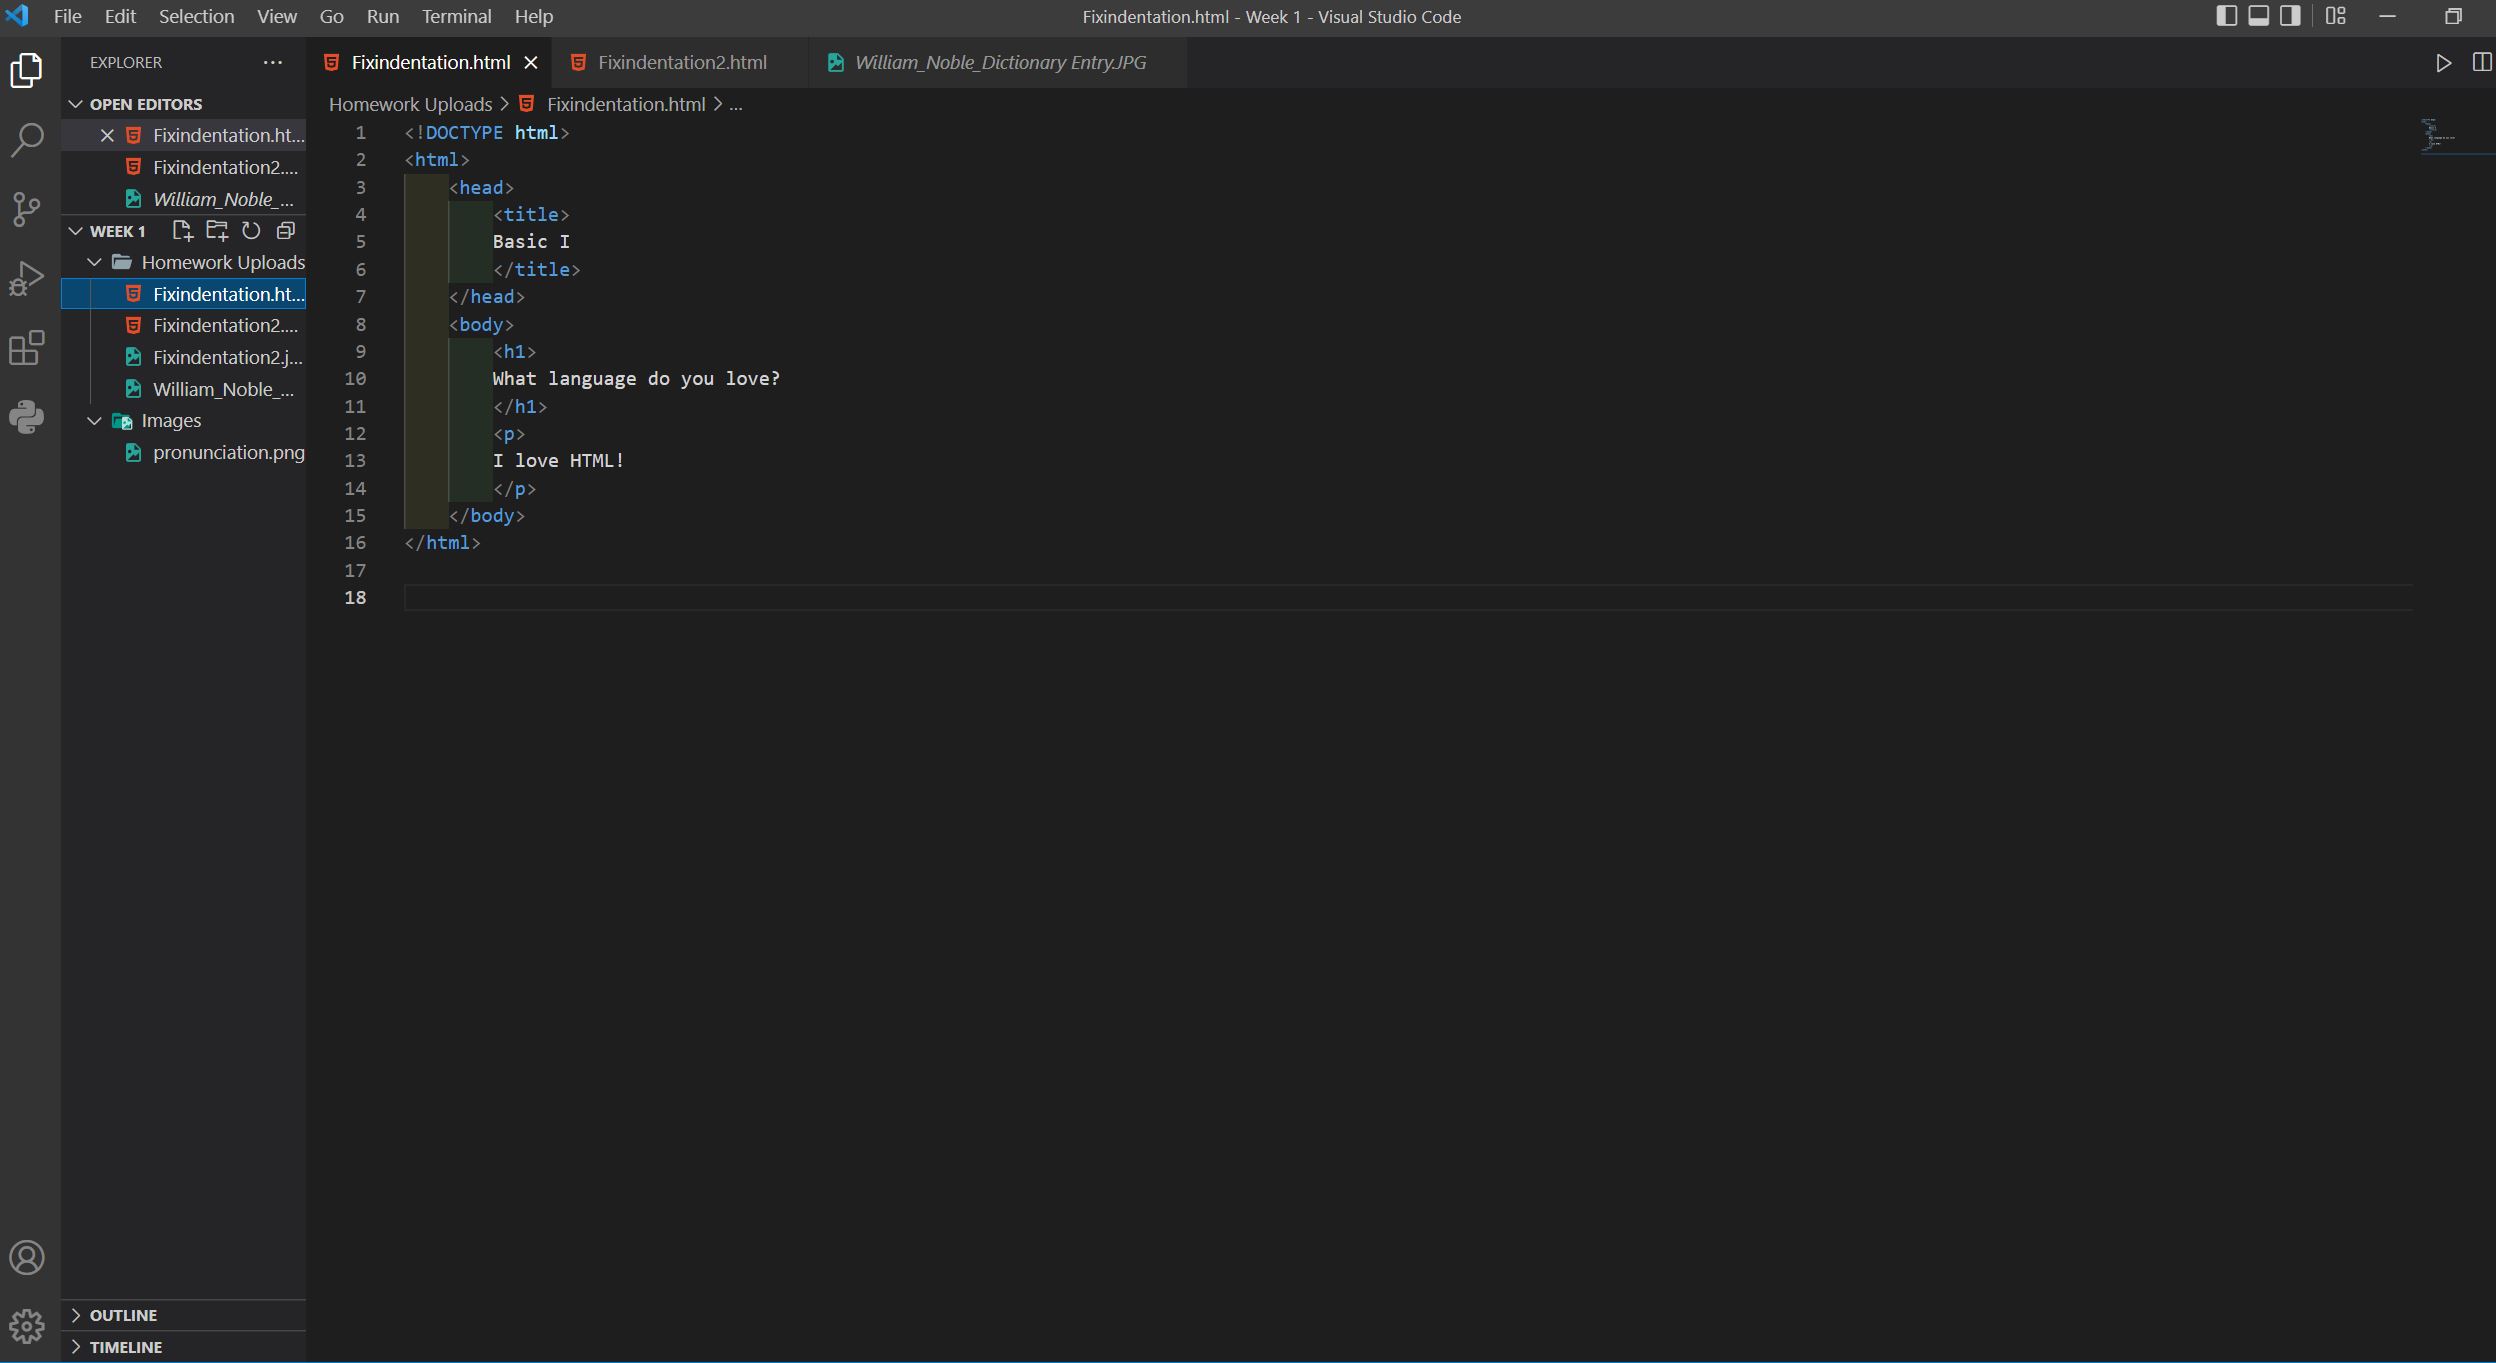 File Edit Selection View Go Run Terminal Help
Fixindentation.html - Week 1 - Visual Studio Code
EXPLORER
OPEN EDITORS
Fixindentation.ht...
Fixindentation2....
William_Noble_...
WEEK 1
Homework Uploads
Fixindentation.ht...
Fixindentation2....
Fixindentation2.j...
William_Noble_...
Images
pronunciation.png
OUTLINE
TIMELINE
Fixindentation.html Fixindentation2.html William_Noble_Dictionary Entry.JPG
Homework Uploads > Fixindentation.html > ...
1 <!DOCTYPE html>
2 <html>
3 <head>
4 <title>
5 Basic I
6 </title>
7 </head>
8 <body>
9 <h1>
10 What language do you love?
11 </h1>
12 <p>
13 I love HTML!
14 </p>
15 </body>
16 </html>
17
18